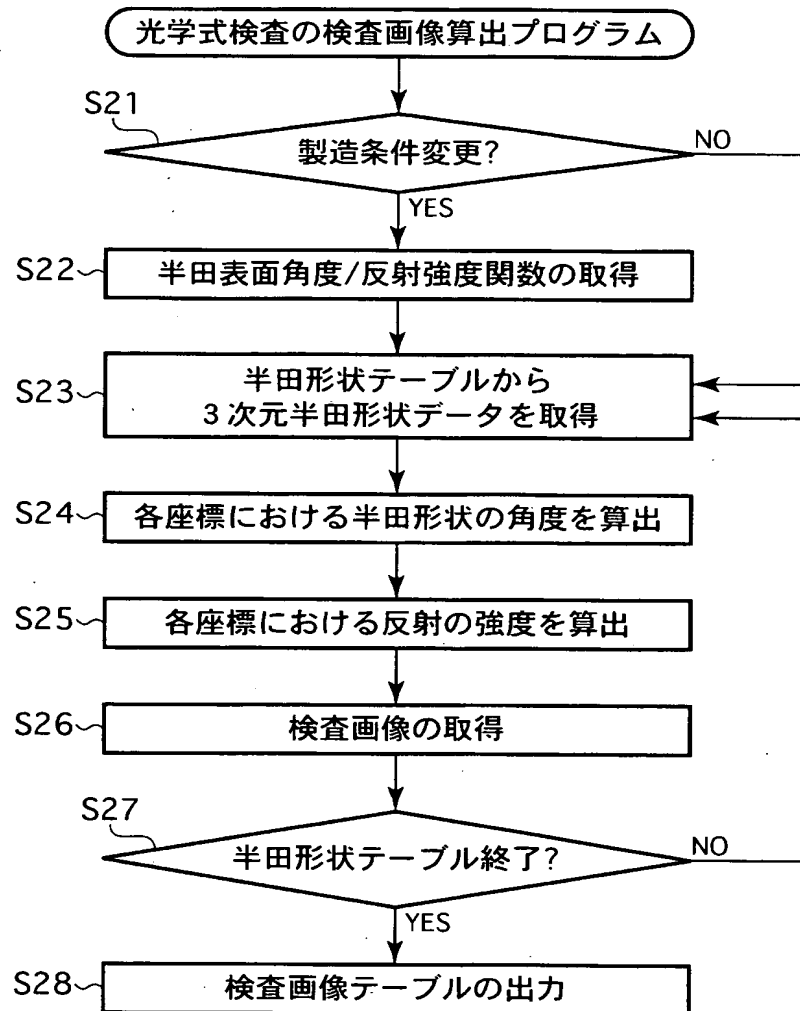 光学式検査の検査画像算出プログラム
S21
製造条件変更?
NO
YES
S22
半田表面角度/反射強度関数の取得
S23
半田形状テーブルから
3次元半田形状データを取得
S24
各座標における半田形状の角度を算出
S25
各座標における反射の強度を算出
S26
検査画像の取得
S27
半田形状テーブル終了?
NO
YES
S28
検査画像テーブルの出力